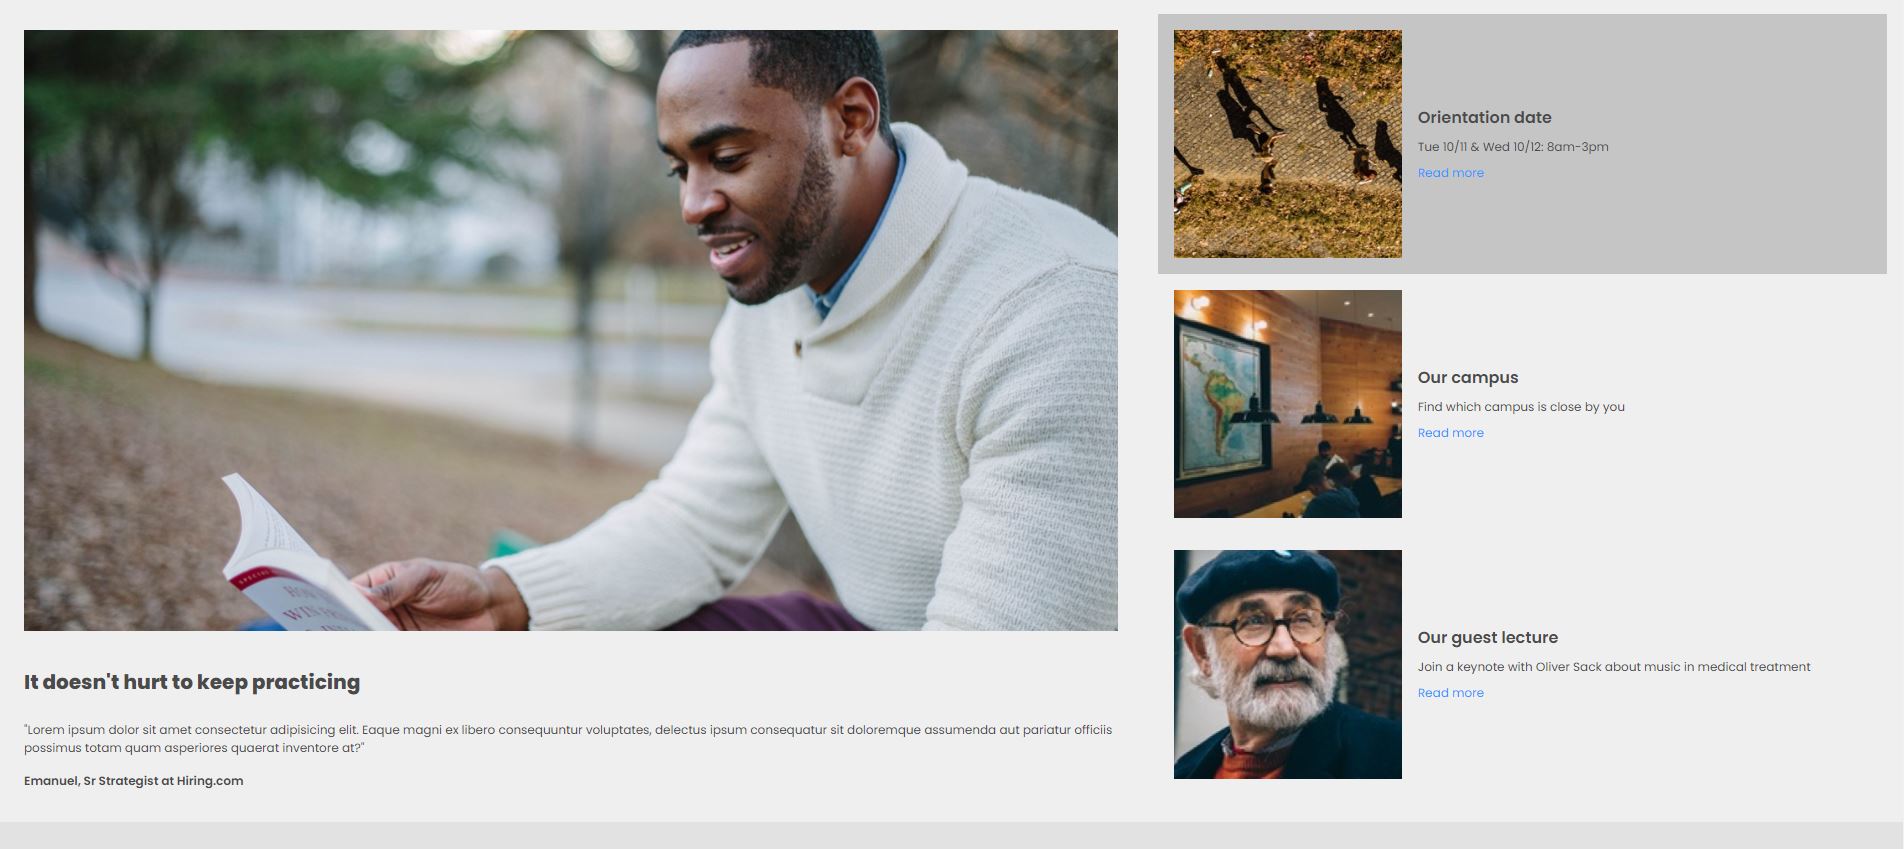 It doesn't hurt to keep practicing
"Lorem ipsum dolor sit amet consectetur adipisicing elit. Eaque magni ex libero consequuntur voluptates, delectus ipsum consequatur sit doloremque assumenda aut pariatur officiis
possimus totam quam asperiores quaerat inventore at?"
Emanuel, Sr Strategist at Hiring.com
Orientation date
Tue 10/11 & Wed 10/12: 8am-3pm
Read more
Our campus
Find which campus is close by you
Read more
Our guest lecture
Join a keynote with Oliver Sack about music in medical treatment
Read more